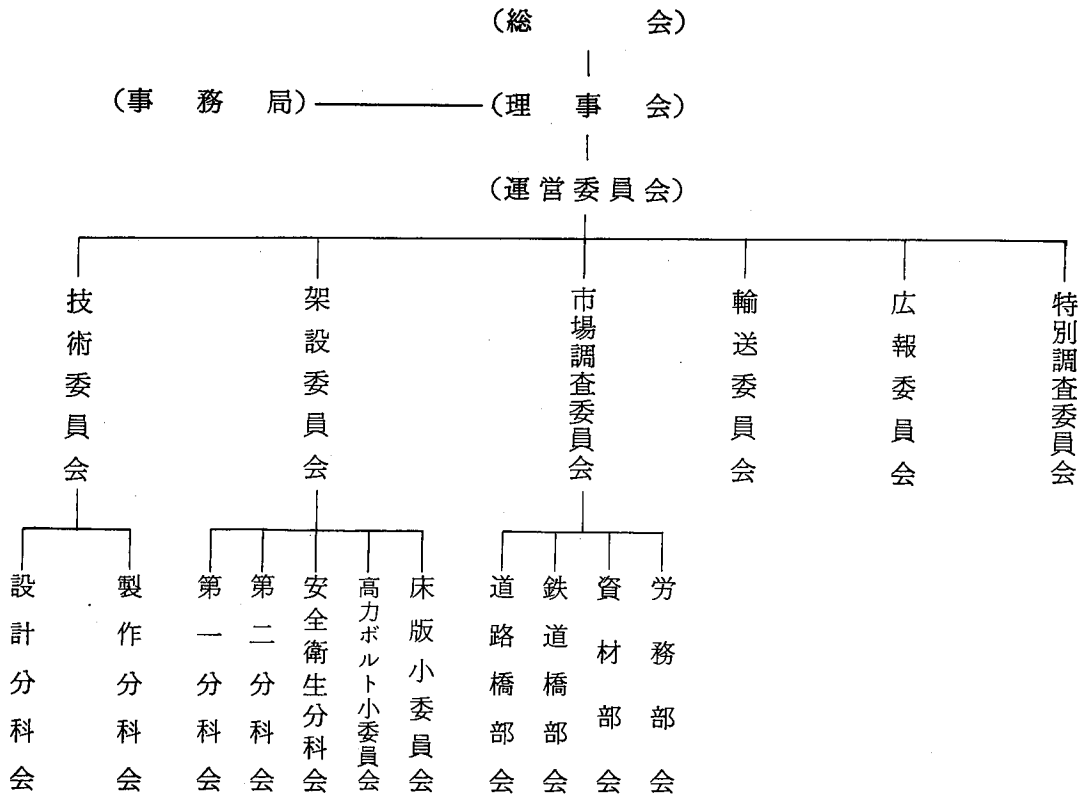 (総会)
(事務局)
(理事会)
(運営委員会)
技術委員会
架設委員会
市場調査委員会
輸送委員会
広報委員会
特別調査委員会
設計分科会
製作分科会
第一分科会
第二分科会
安全衛生分科会
高力ボルト小委員会
床版小委員会
道路橋部会
鉄道橋部会
資材部会
労務部会